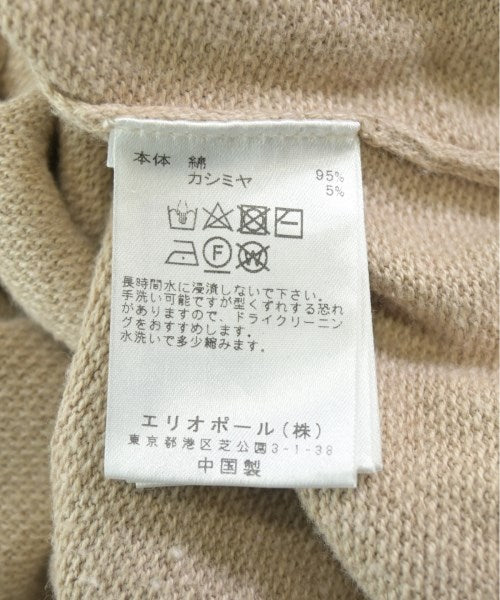 本体 綿 95%
カシミヤ 5%
F W
長時間水に浸漬しないで下さい。
手洗い可能ですが型くずれする恐れ
がありますので、ドライクリーニン
グをおすすめします。
水洗いで多少縮みます。
エリオポール(株)
東京都港区芝公園3-1-38
中国製